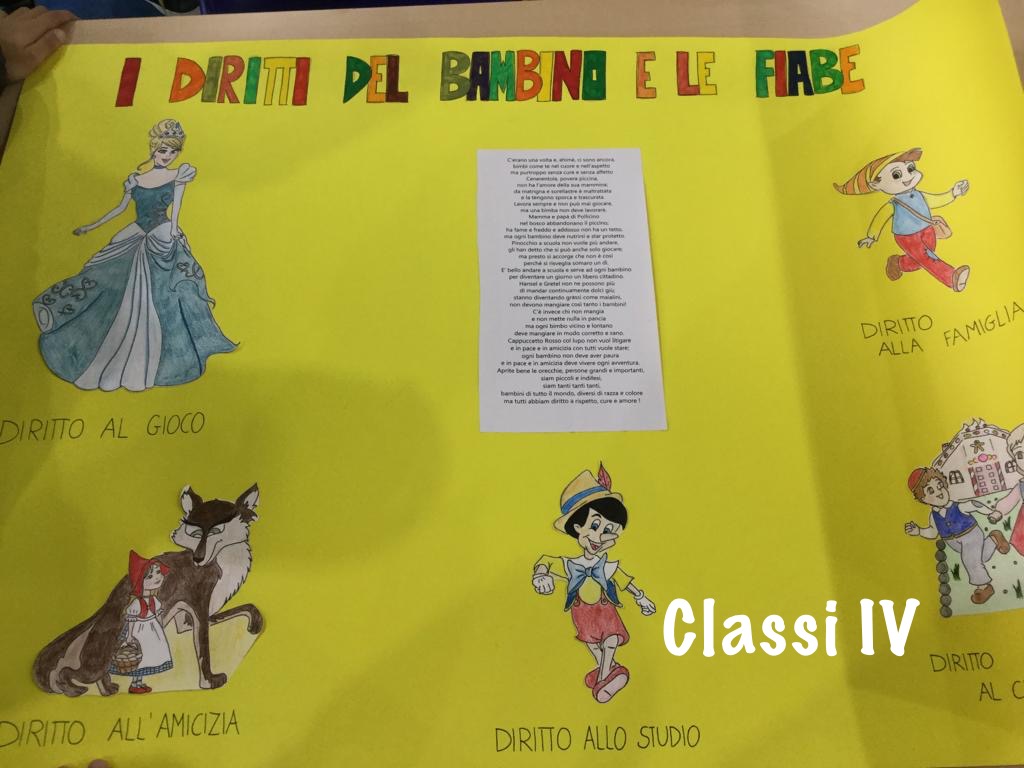 I DIRITTI DEL BAMBINO E LE FIABE
C'erano una volta e, ahimè, ci sono ancora,
bimbi come te nel cuore e nell'aspetto
ma purtroppo senza cure e senza affetto
Cenerentola, povera piccina,
non ha l'amore della sua mammina;
da matrigna e sorellastre è maltrattata
e la tengono sporca e trascurata.
Lavora sempre e non può mai giocare,
ma una bimba non deve lavorare.
Mamma e papà di Pollicino
nel bosco abbandonano il piccino;
ha fame e freddo e addosso non ha un tetto,
ma ogni bambino deve nutrirsi e star protetto.
Pinocchio a scuola non vuole più andare,
gli han detto che si può anche solo giocare;
ma presto si accorge che non è così
perchè si risveglia somaro un dì.
E' bello andare a scuola e serve ad ogni bambino
per diventare un giorno un libero cittadino.
Hansel e Gretel non ne possono più
di mandar continuamente dolci giù;
stanno diventando grassi come maialini,
non devono mangiare così tanto i bambini!
C'è invece chi non mangia
e non mette nulla in pancia
ma ogni bimbo vicino e lontano
deve mangiare in modo corretto e sano.
Cappuccetto Rosso col lupo non vuol litigare
e in pace e in amicizia con tutti vuole stare;
ogni bambino non deve aver paura
e in pace e in amicizia deve vivere ogni avventura.
Aprite bene le orecchie, persone grandi e importanti,
siam piccoli e indifesi,
siam tanti tanti tanti,
bambini di tutto il mondo, diversi di razza e colore
ma tutti abbiam diritto a rispetto, cure e amore !
DIRITTO
ALLA FAMIGLIA
DIRITTO AL GIOCO
Classi IV
DIRITTO
AL
DIRITTO ALL'AMICIZIA
DIRITTO ALLO STUDIO